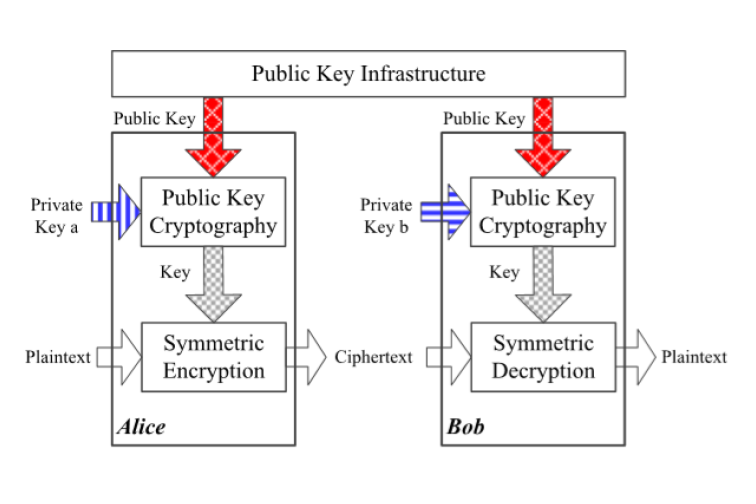 Public Key Infrastructure
Public Key
Public Key
Private
Key a
Public Key
Cryptography
Private
Key b
Public Key
Cryptography
Key
Key
Plaintext
Symmetric
Encryption
Ciphertext
Symmetric
Decryption
Plaintext
Alice
Bob